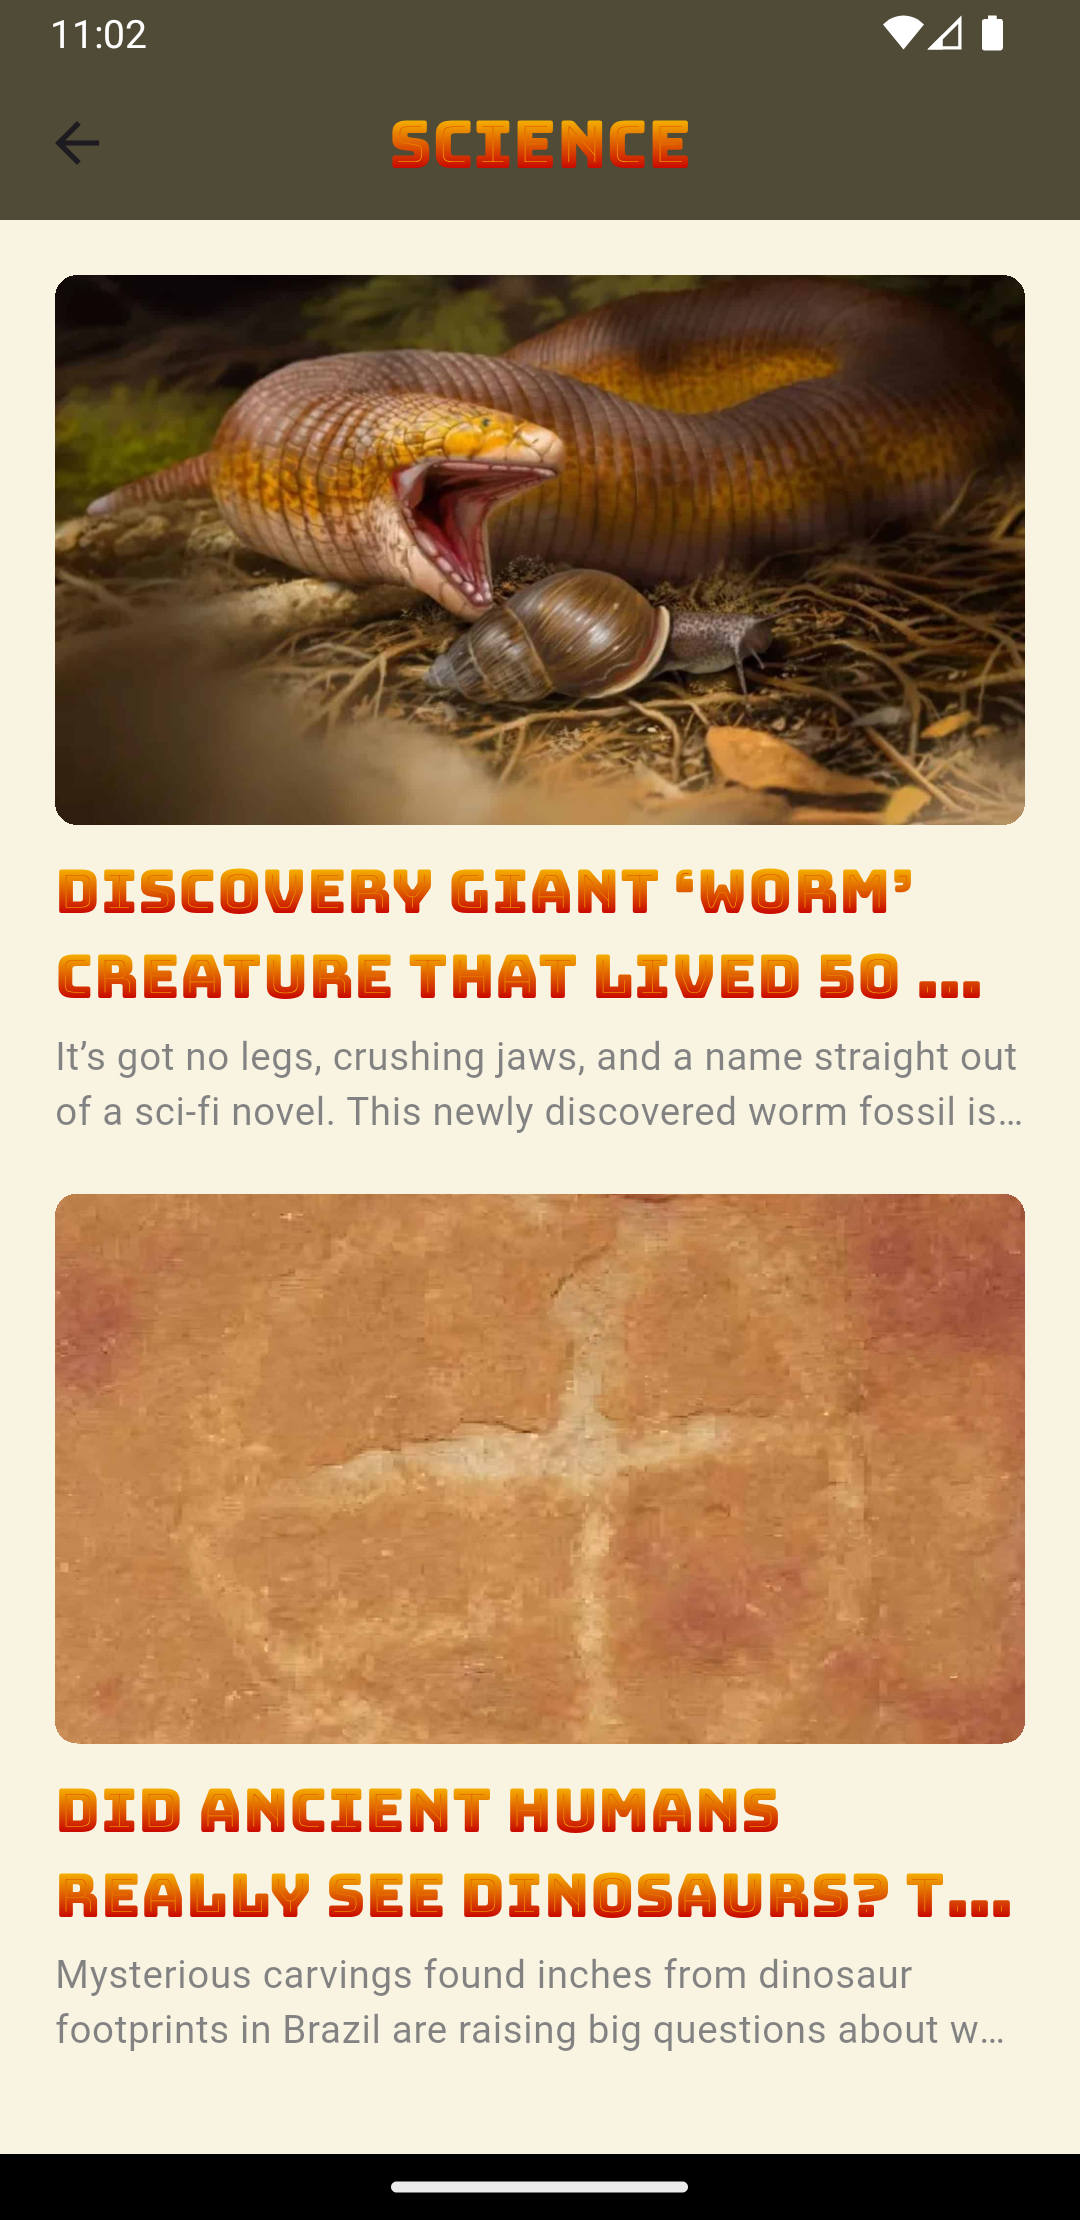 11:02
SCIENCE
DISCOVERY GIANT ‘WORM’
CREATURE THAT LIVED 50 ...
It’s got no legs, crushing jaws, and a name straight out
of a sci-fi novel. This newly discovered worm fossil is...
DID ANCIENT HUMANS
REALLY SEE DINOSAURS? T...
Mysterious carvings found inches from dinosaur
footprints in Brazil are raising big questions about w...